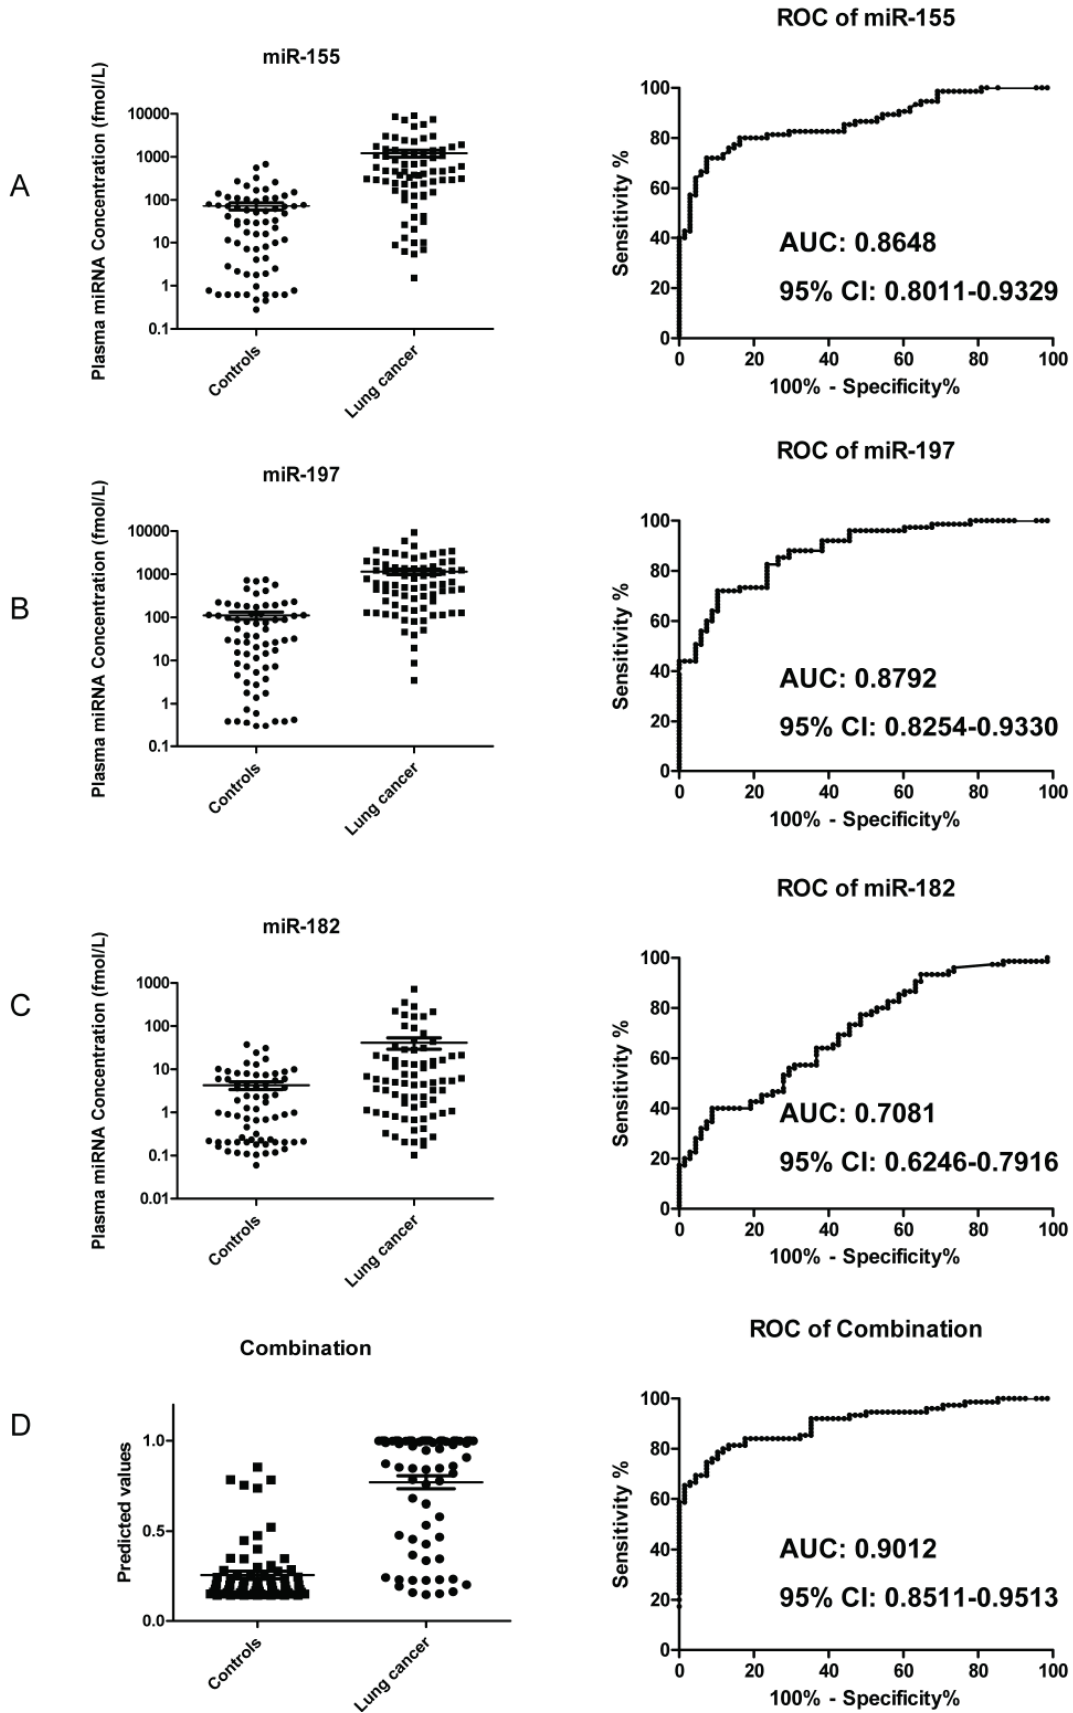 A
miR-155
Plasma miRNA Concentration (fmol/L)
10000
1000
100
10
1
0.1
Controls
Lung cancer
ROC of miR-155
Sensitivity %
100
80
60
40
20
0
AUC: 0.8648
95% CI: 0.8011-0.9329
0 20 40 60 80 100
100% - Specificity%
B
miR-197
Plasma miRNA Concentration (fmol/L)
10000
1000
100
10
1
0.1
Controls
Lung cancer
ROC of miR-197
Sensitivity %
100
80
60
40
20
0
AUC: 0.8792
95% CI: 0.8254-0.9330
0 20 40 60 80 100
100% - Specificity%
C
miR-182
Plasma miRNA Concentration (fmol/L)
1000
100
10
1
0.1
0.01
Controls
Lung cancer
ROC of miR-182
Sensitivity %
100
80
60
40
20
0
AUC: 0.7081
95% CI: 0.6246-0.7916
0 20 40 60 80 100
100% - Specificity%
D
Combination
Predicted values
1.0
0.5
0.0
Controls
Lung cancer
ROC of Combination
Sensitivity %
100
80
60
40
20
0
AUC: 0.9012
95% CI: 0.8511-0.9513
0 20 40 60 80 100
100% - Specificity%